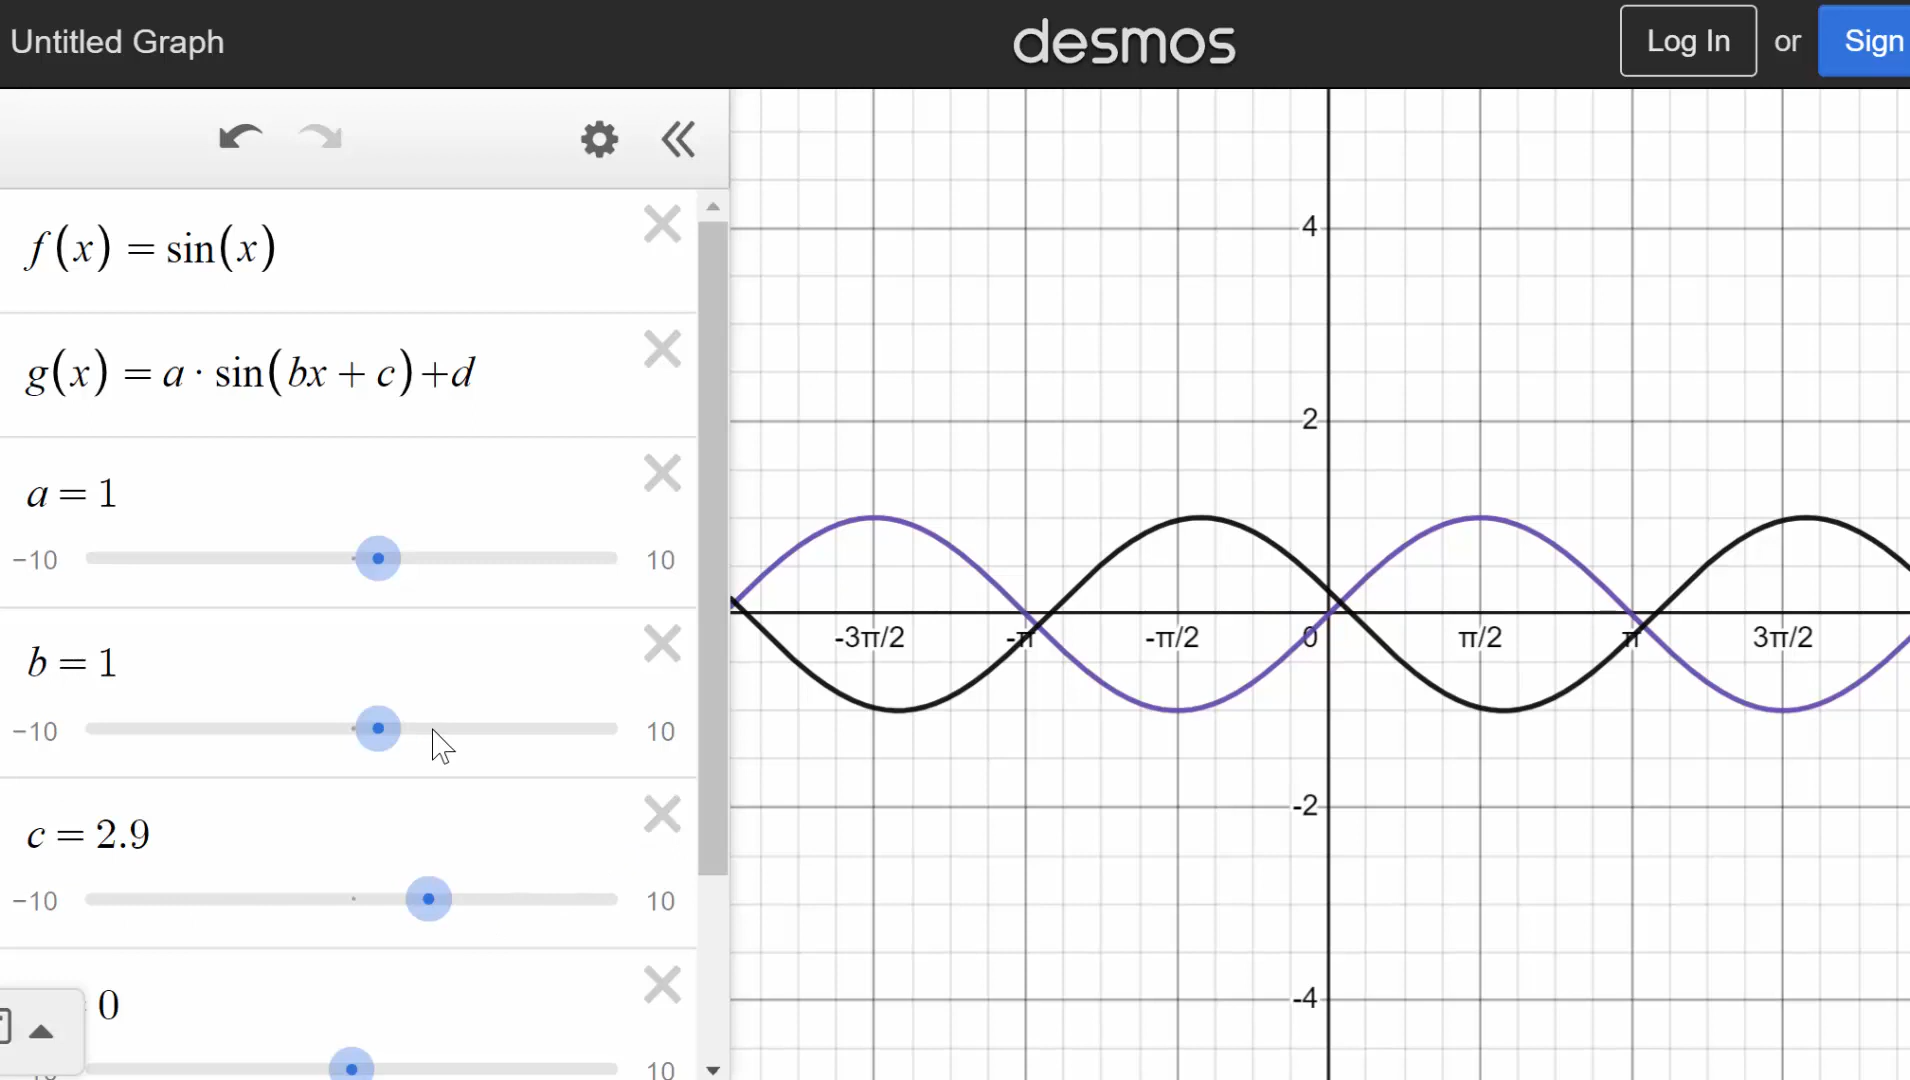 Untitled Graph
desmos
Log In or Sign
f(x) = sin(x)
g(x) = a · sin(bx + c)+d
a = 1
-10 10
b = 1
-10 10
c = 2.9
-10 10
0
10
4
2
-3π/2 -π -π/2 0 π/2 π 3π/2
-2
-4